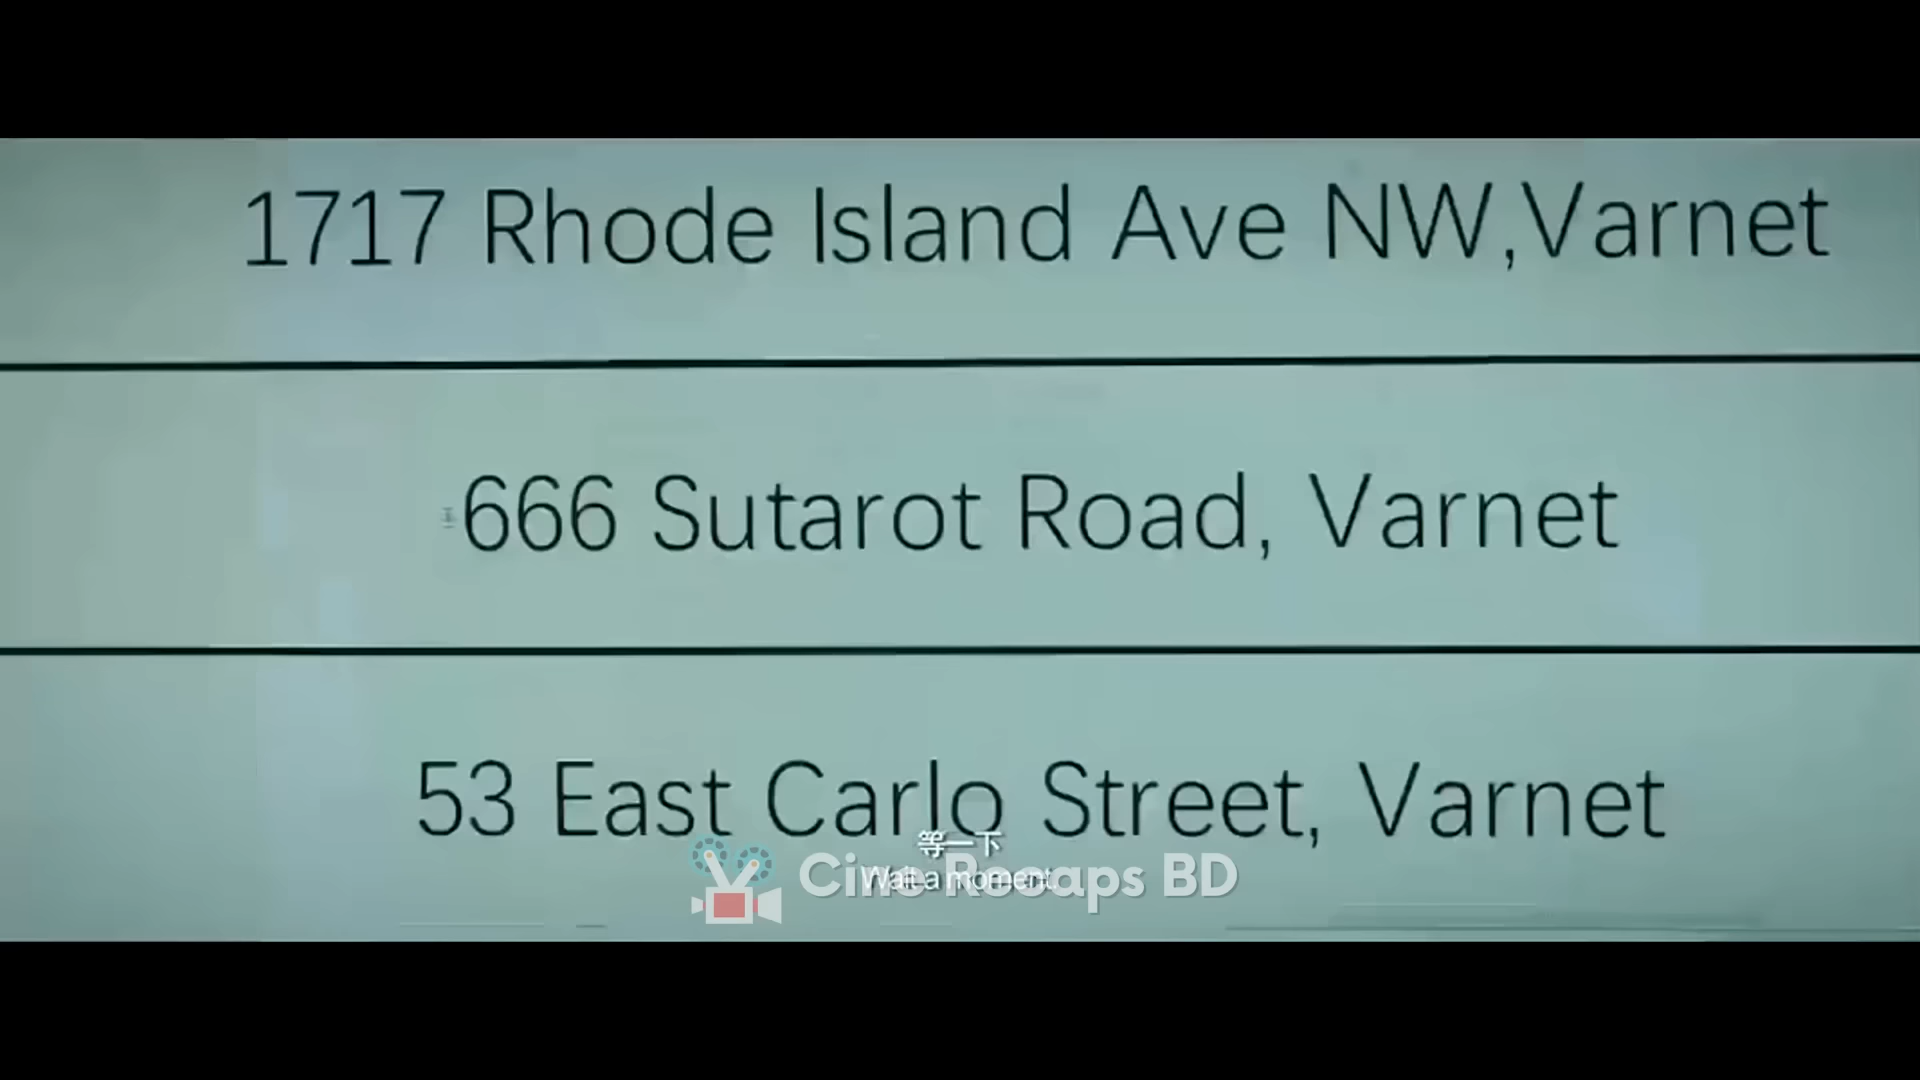 1717 Rhode Island Ave NW,Varnet
666 Sutarot Road, Varnet
53 East Carlo Street, Varnet
等一下
Wait a moment.
Cine Recaps BD